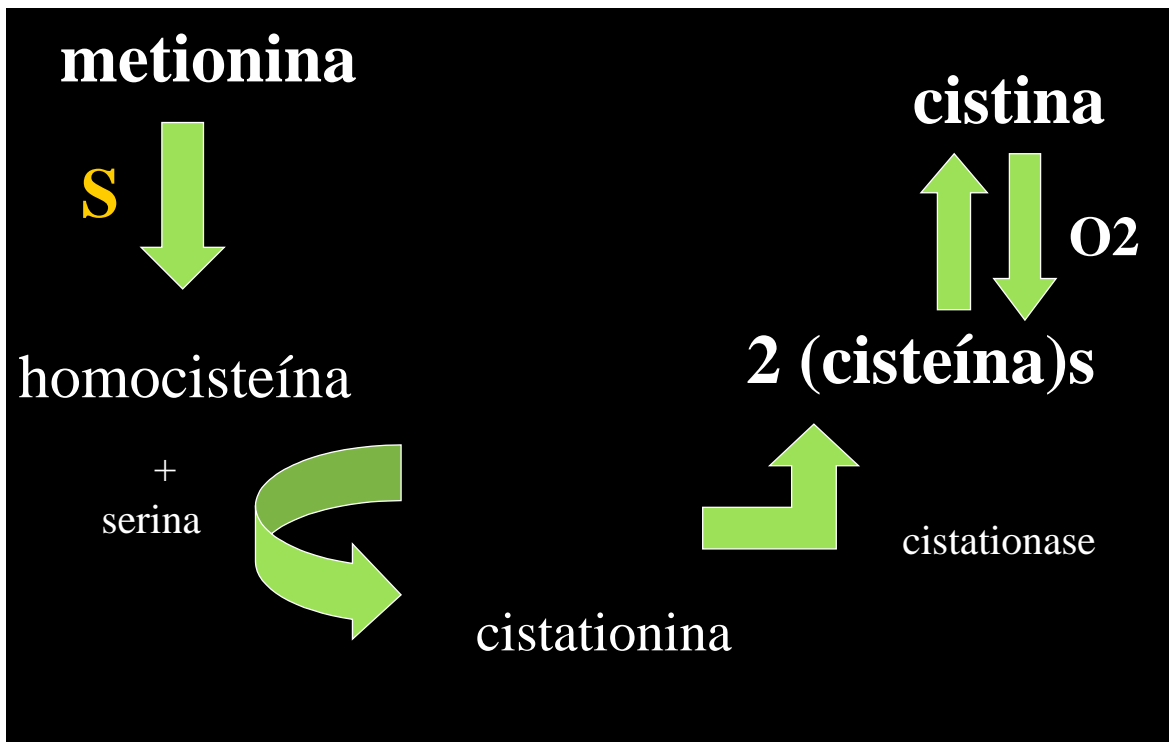 metionina
S
homocisteína
+
serina
cistationina
cistationase
2 (cisteína)s
O2
cistina